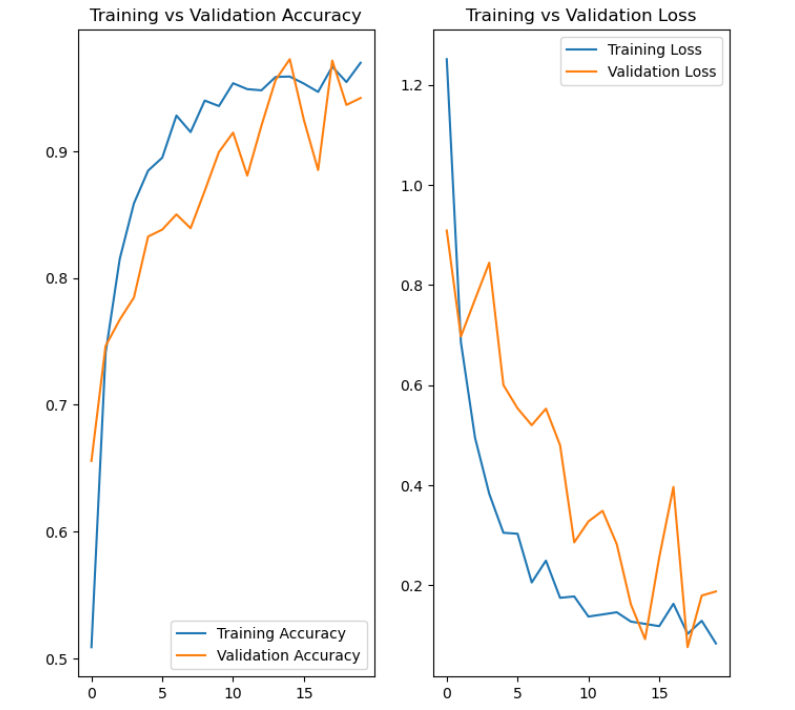 Training vs Validation Accuracy
0.9
0.8
0.7
0.6
0.5
Training Accuracy
Validation Accuracy
0 5 10 15
Training vs Validation Loss
Training Loss
Validation Loss
1.2
1.0
0.8
0.6
0.4
0.2
0 5 10 15